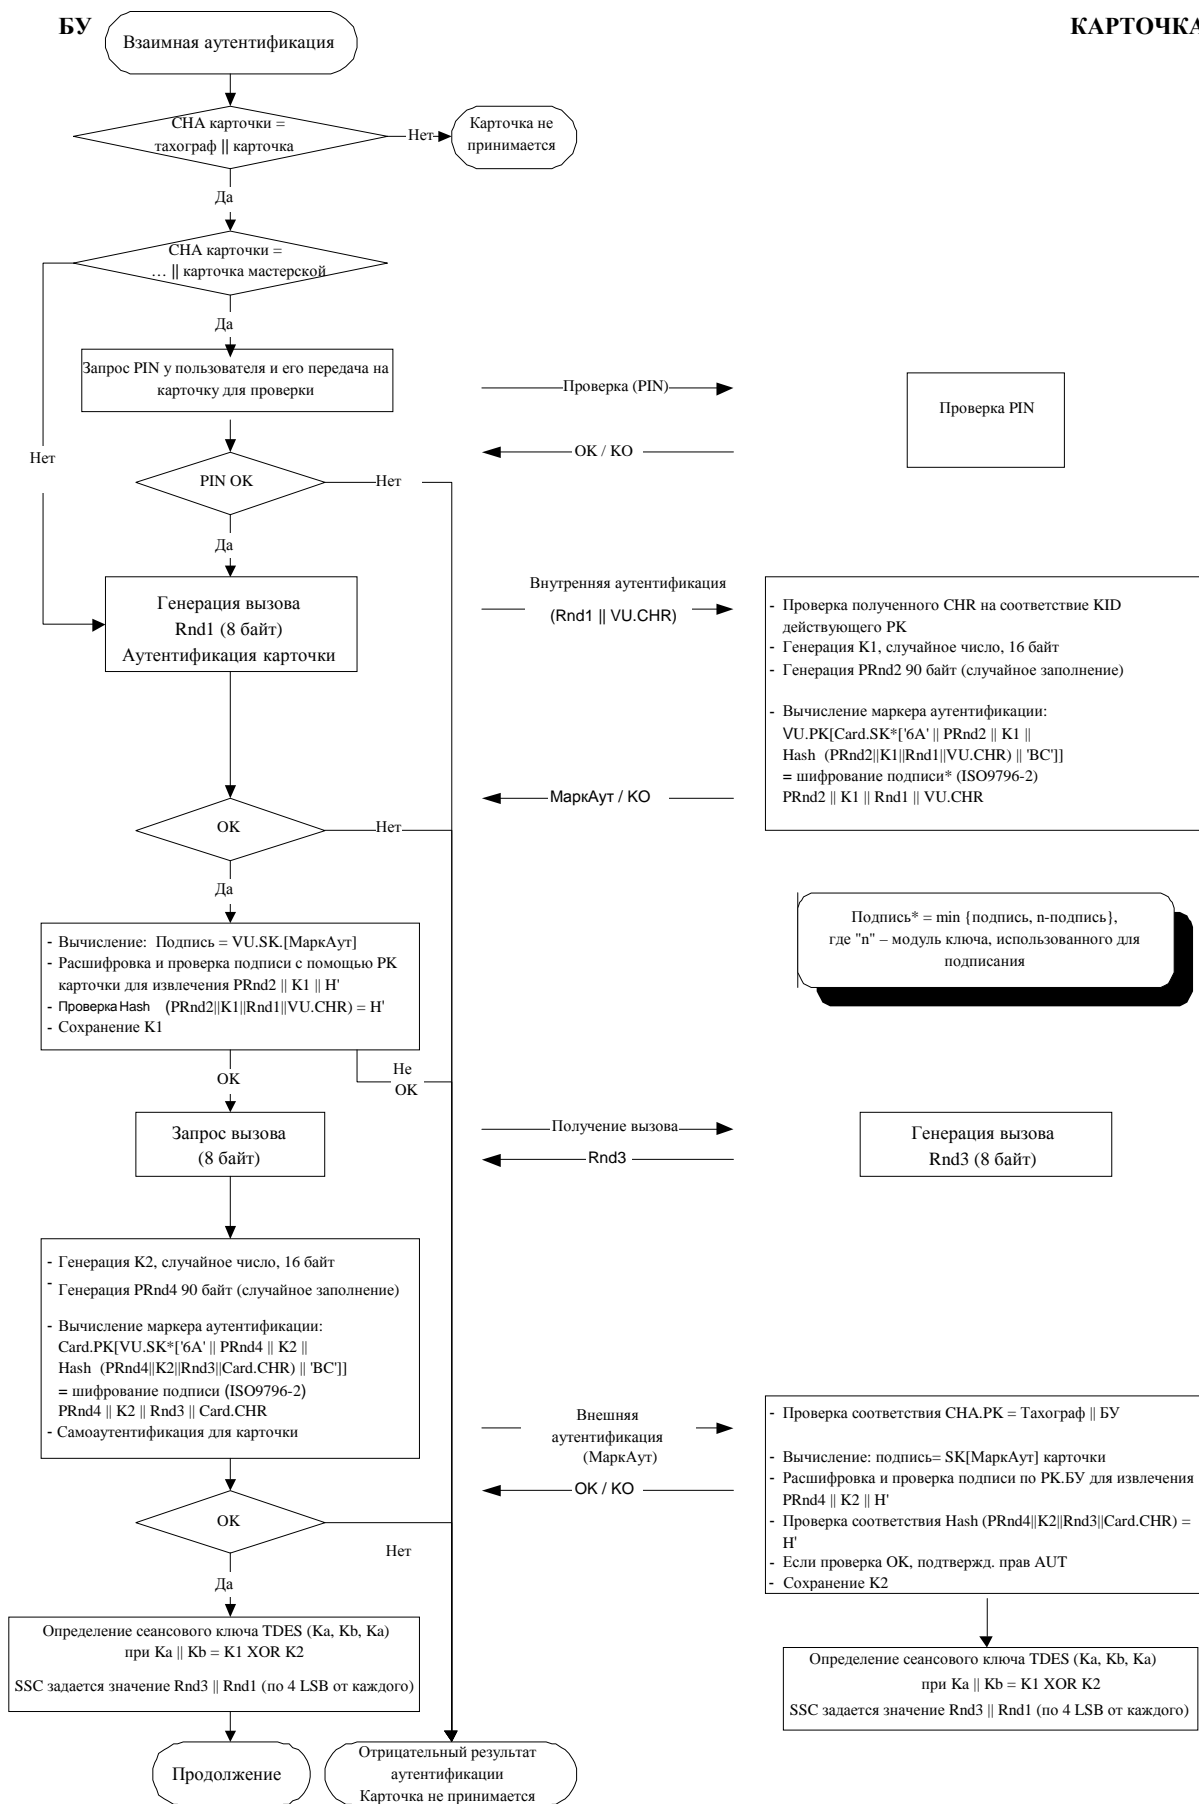 БУ
КАРТОЧКА
Взаимная аутентификация
CHA карточки =
тахограф || карточка
Нет
Карточка не
принимается
Да
CHA карточки =
… || карточка мастерской
Да
Запрос PIN у пользователя и его передача на
карточку для проверки
Проверка (PIN)
Проверка PIN
OK / KO
Нет
PIN OK
Нет
Да
Генерация вызова
Rnd1 (8 байт)
Аутентификация карточки
Внутренняя аутентификация
(Rnd1 || VU.CHR)
- Проверка полученного CHR на соответствие KID
действующего PK
- Генерация K1, случайное число, 16 байт
- Генерация PRnd2 90 байт (случайное заполнение)
- Вычисление маркера аутентификации:
VU.PK[Card.SK*['6A' || PRnd2 || K1 ||
Hash (PRnd2||K1||Rnd1||VU.CHR) || 'BC']]
= шифрование подписи* (ISO9796-2)
PRnd2 || K1 || Rnd1 || VU.CHR
МаркАут / KO
OK
Нет
Да
Подпись* = min {подпись, n-подпись},
где "n" – модуль ключа, использованного для
подписания
- Вычисление: Подпись = VU.SK.[МаркАут]
- Расшифровка и проверка подписи с помощью PK
карточки для извлечения PRnd2 || K1 || H'
- Проверка Hash (PRnd2||K1||Rnd1||VU.CHR) = H'
- Сохранение K1
OK
Не
OK
Запрос вызова
(8 байт)
Получение вызова
Rnd3
Генерация вызова
Rnd3 (8 байт)
- Генерация K2, случайное число, 16 байт
- Генерация PRnd4 90 байт (случайное заполнение)
- Вычисление маркера аутентификации:
Card.PK[VU.SK*['6A' || PRnd4 || K2 ||
Hash (PRnd4||K2||Rnd3||Card.CHR) || 'BC']]
= шифрование подписи (ISO9796-2)
PRnd4 || K2 || Rnd3 || Card.CHR
- Самоаутентификация для карточки
Внешняя
аутентификация
(МаркАут)
OK / KO
- Проверка соответствия CHA.PK = Тахограф || БУ
- Вычисление: подпись= SK[МаркАут] карточки
- Расшифровка и проверка подписи по PK.БУ для извлечения
PRnd4 || K2 || H'
- Проверка соответствия Hash (PRnd4||K2||Rnd3||Card.CHR) =
H'
- Если проверка OK, подтвержд. прав AUT
- Сохранение K2
OK
Нет
Да
Определение сеансового ключа TDES (Ka, Kb, Ka)
при Ka || Kb = K1 XOR K2
SSC задается значение Rnd3 || Rnd1 (по 4 LSB от каждого)
Определение сеансового ключа TDES (Ka, Kb, Ka)
при Ka || Kb = K1 XOR K2
SSC задается значение Rnd3 || Rnd1 (по 4 LSB от каждого)
Продолжение
Отрицательный результат
аутентификации
Карточка не принимается